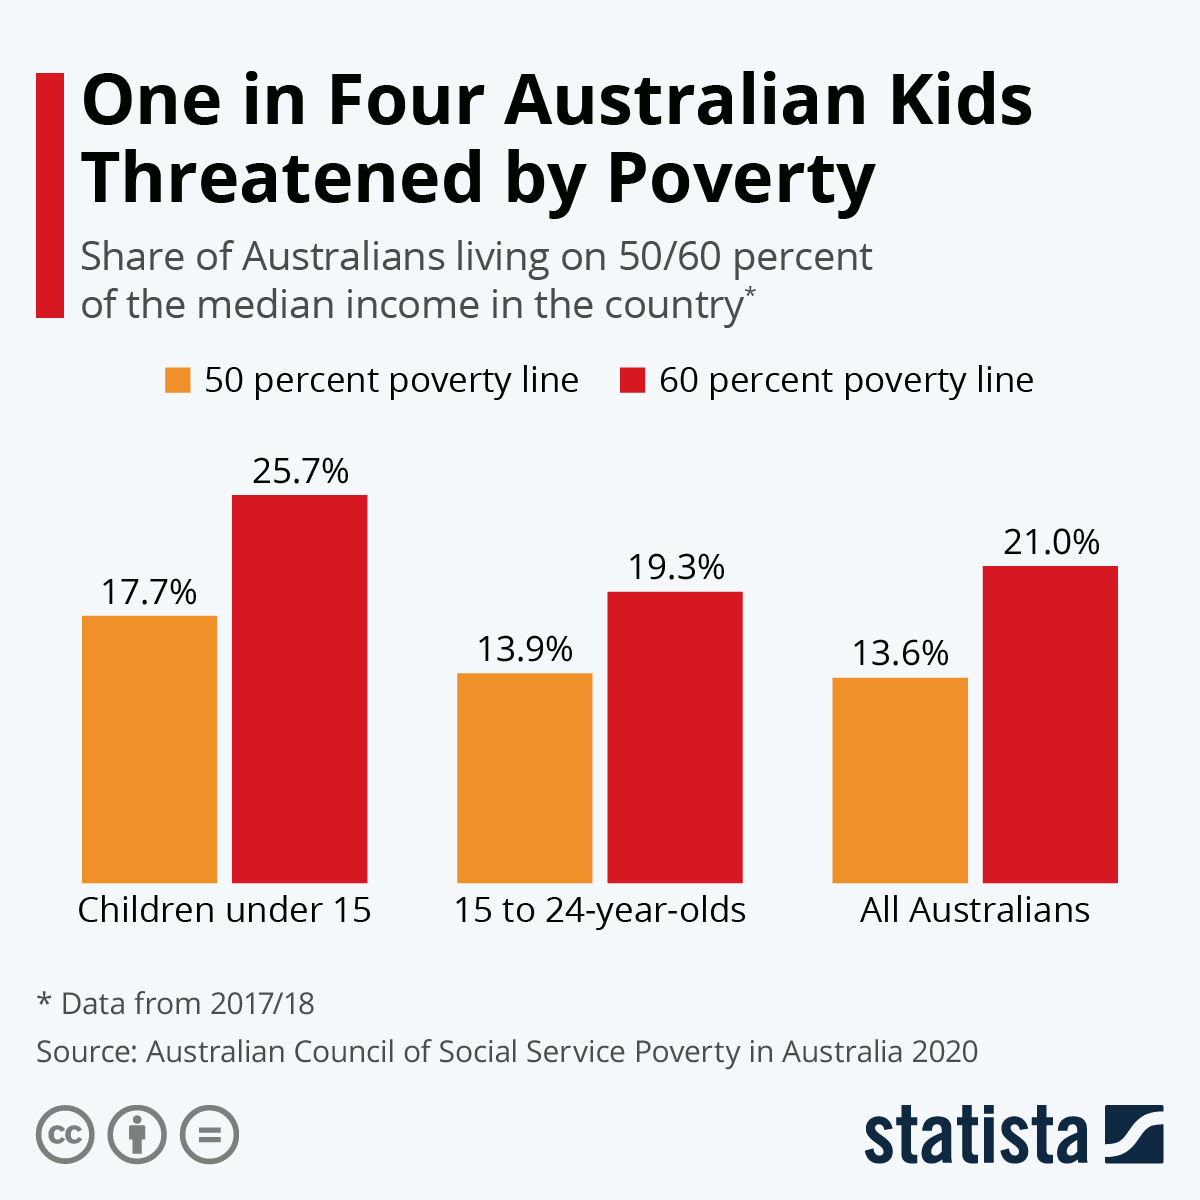 One in Four Australian Kids
Threatened by Poverty
Share of Australians living on 50/60 percent
of the median income in the country*
50 percent poverty line
60 percent poverty line
17.7%
25.7%
13.9%
19.3%
13.6%
21.0%
Children under 15
15 to 24-year-olds
All Australians
* Data from 2017/18
Source: Australian Council of Social Service Poverty in Australia 2020
cc
=
statista